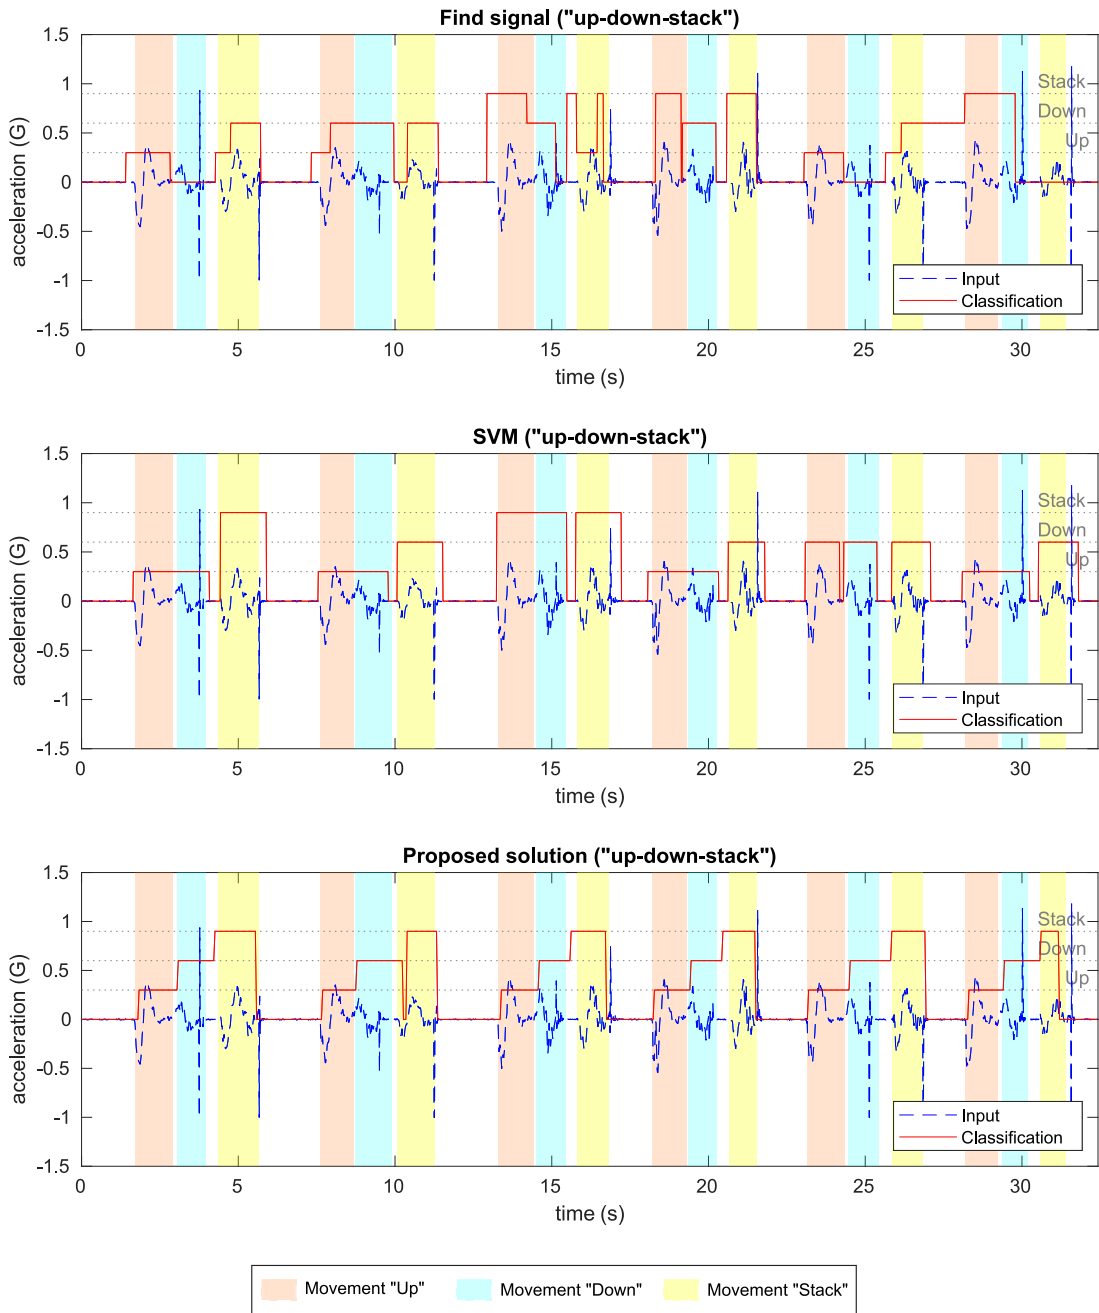 Find signal ("up-down-stack")
1.5
1
0.5
0
-0.5
-1
-1.5
acceleration (G)
Stack
Down
Up
Input
Classification
0
5
10
15
20
25
30
time (s)
SVM ("up-down-stack")
1.5
1
0.5
0
-0.5
-1
-1.5
acceleration (G)
Stack
Down
Up
Input
Classification
0
5
10
15
20
25
30
time (s)
Proposed solution ("up-down-stack")
1.5
1
0.5
0
-0.5
-1
-1.5
acceleration (G)
Stack
Down
Up
Input
Classification
0
5
10
15
20
25
30
time (s)
Movement "Up"
Movement "Down"
Movement "Stack"